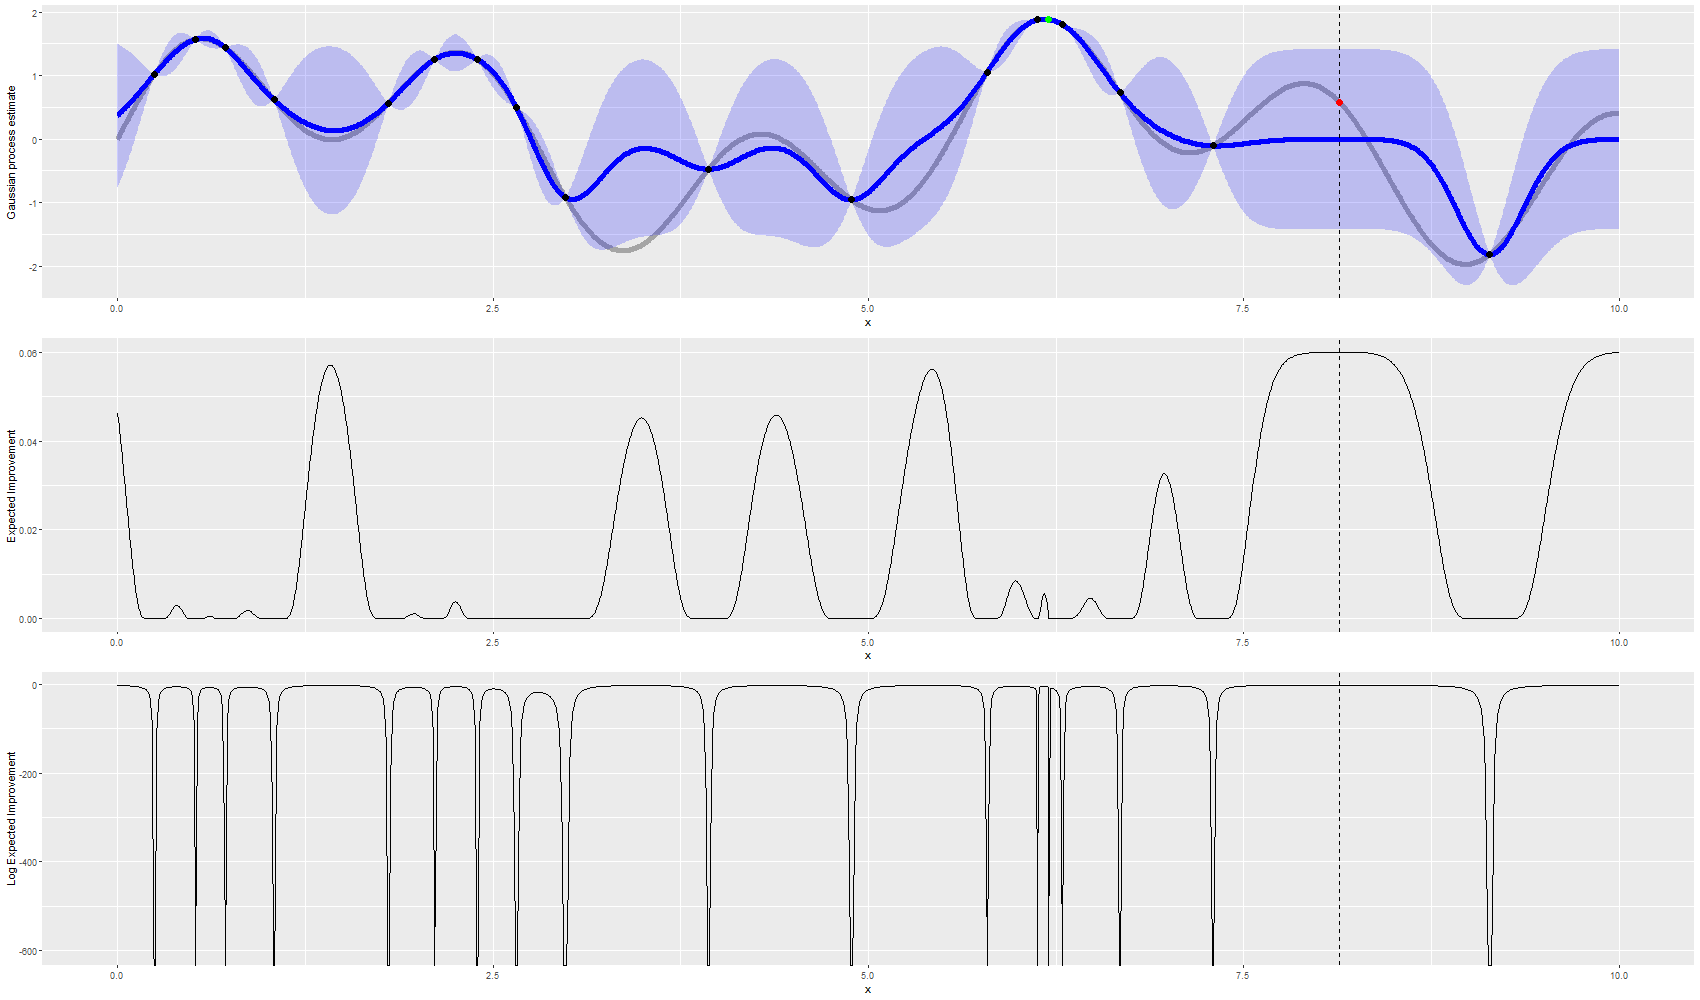 Gaussian process estimate
2
1
0
-1
-2
0.0 2.5 5.0 7.5 10.0
x
Expected Improvement
0.06
0.04
0.02
0.00
0.0 2.5 5.0 7.5 10.0
x
Log Expected Improvement
0
-200
-400
-600
0.0 2.5 5.0 7.5 10.0
x